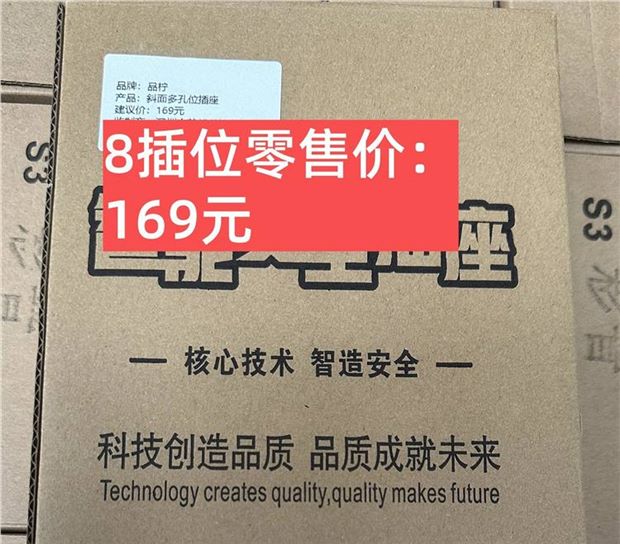 品牌：品柠
产品：斜面多孔位插座
建议价：169元
8插位零售价：
169元
座
S3
S3
核心技术 智造安全
科技创造品质 品质成就未来
Technology creates quality,quality makes future